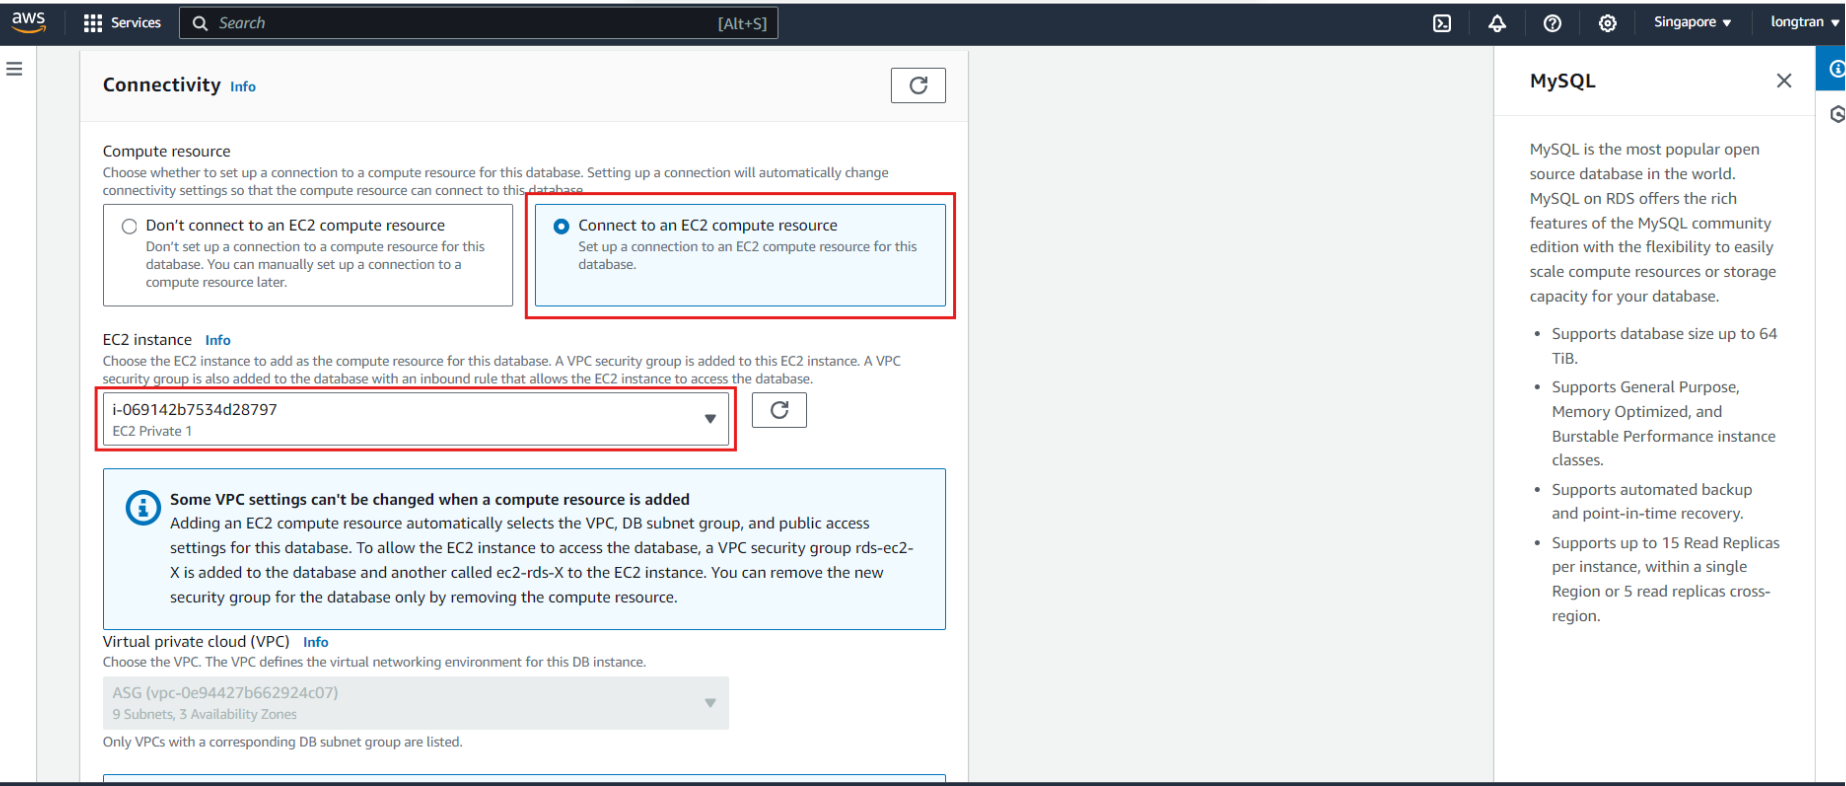 aws
Services
Search
[Alt+S]
Singapore ▼
longtran ▼
Connectivity Info
Compute resource
Choose whether to set up a connection to a compute resource for this database. Setting up a connection will automatically change
connectivity settings so that the compute resource can connect to this database.
Don't connect to an EC2 compute resource
Don't set up a connection to a compute resource for this
database. You can manually set up a connection to a
compute resource later.
Connect to an EC2 compute resource
Set up a connection to an EC2 compute resource for this
database.
EC2 instance Info
Choose the EC2 instance to add as the compute resource for this database. A VPC security group is added to this EC2 instance. A VPC
security group is also added to the database with an inbound rule that allows the EC2 instance to access the database.
i-069142b7534d28797
EC2 Private 1
Some VPC settings can't be changed when a compute resource is added
Adding an EC2 compute resource automatically selects the VPC, DB subnet group, and public access
settings for this database. To allow the EC2 instance to access the database, a VPC security group rds-ec2-
X is added to the database and another called ec2-rds-X to the EC2 instance. You can remove the new
security group for the database only by removing the compute resource.
Virtual private cloud (VPC) Info
Choose the VPC. The VPC defines the virtual networking environment for this DB instance.
ASG (vpc-0e94427b662924c07)
9 Subnets, 3 Availability Zones
Only VPCs with a corresponding DB subnet group are listed.
MySQL
MySQL is the most popular open
source database in the world.
MySQL on RDS offers the rich
features of the MySQL community
edition with the flexibility to easily
scale compute resources or storage
capacity for your database.
• Supports database size up to 64
TiB.
• Supports General Purpose,
Memory Optimized, and
Burstable Performance instance
classes.
• Supports automated backup
and point-in-time recovery.
• Supports up to 15 Read Replicas
per instance, within a single
Region or 5 read replicas cross-
region.